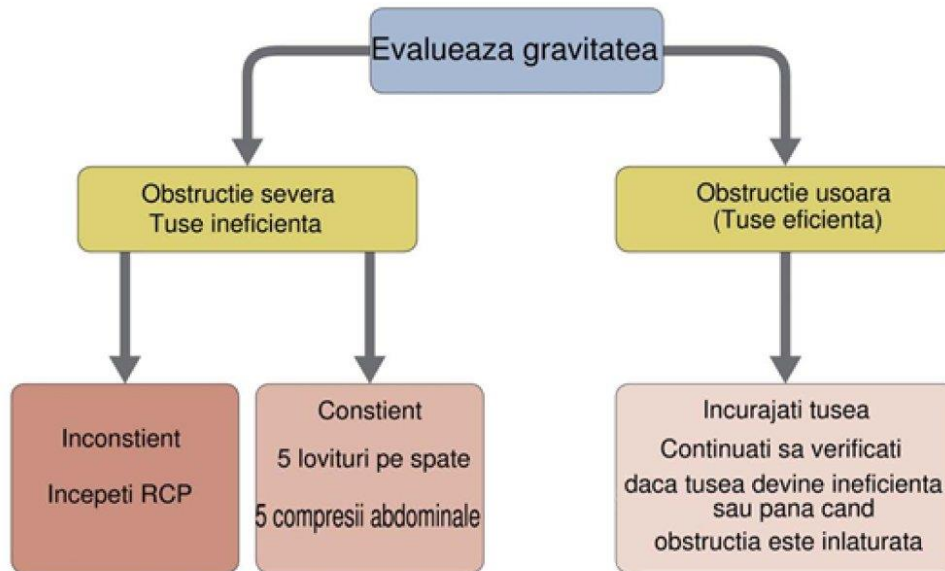 Evalueaza gravitatea
Obstructie severa
Tuse ineficienta
Obstructie usoara
(Tuse eficienta)
Inconstient
Incepeti RCP
Constient
5 lovituri pe spate
5 compresii abdominale
Incurajati tusea
Continuati sa verificati
daca tusea devine ineficienta
sau pana cand
obstructia este inlaturata